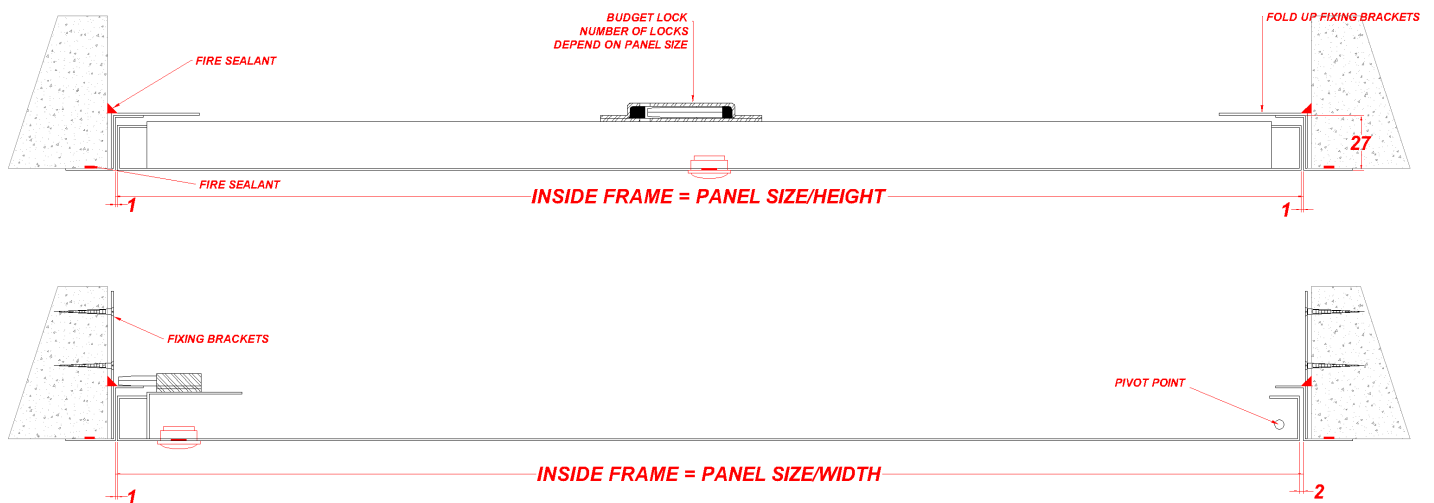 BUDGET LOCK
NUMBER OF LOCKS
DEPEND ON PANEL SIZE
FOLD UP FIXING BRACKETS
FIRE SEALANT
27
FIRE SEALANT
INSIDE FRAME = PANEL SIZE/HEIGHT
1
1
FIXING BRACKETS
PIVOT POINT
INSIDE FRAME = PANEL SIZE/WIDTH
1
2